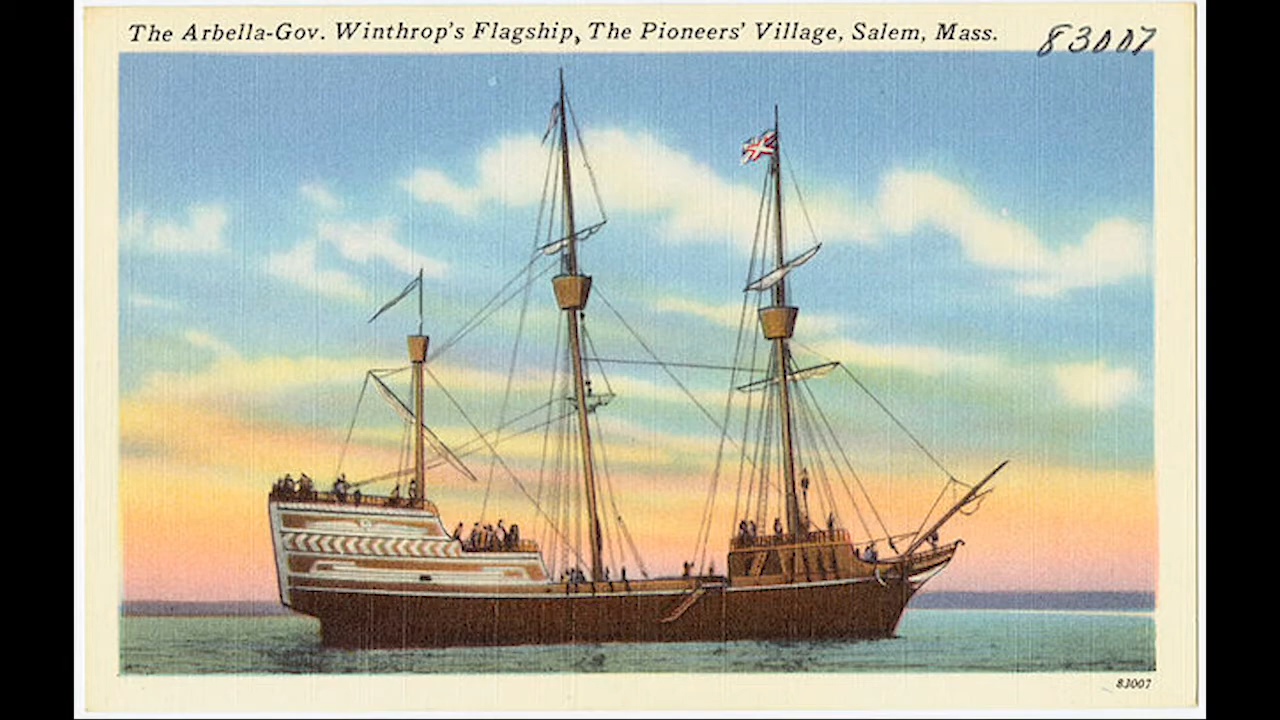 The Arbella-Gov. Winthrop's Flagship, The Pioneers' Village, Salem, Mass.
83007
83007